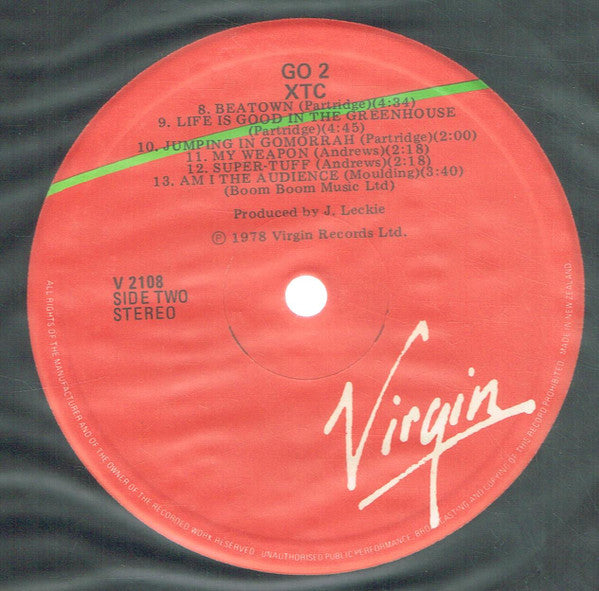 GO 2
XTC
8. BEATOWN (Partridge)(4:34)
9. LIFE IS GOOD IN THE GREENHOUSE
(Partridge)(4:45)
10. JUMPING IN GOMORRAH (Partridge)(2:00)
11. MY WEAPON (Andrews)(2:18)
12. SUPER-TUFF (Andrews)(2:18)
13. AM I THE AUDIENCE (Moulding)(3:40)
(Boom Boom Music Ltd)
Produced by J. Leckie
℗ 1978 Virgin Records Ltd.
V 2108
SIDE TWO
STEREO
Virgin
ALL RIGHTS OF THE MANUFACTURER AND OF THE OWNER OF THE RECORDED WORK RESERVED. UNAUTHORISED PUBLIC PERFORMANCE, BROADCASTING AND COPYING OF THE RECORD PROHIBITED. MADE IN NEW ZEALAND.